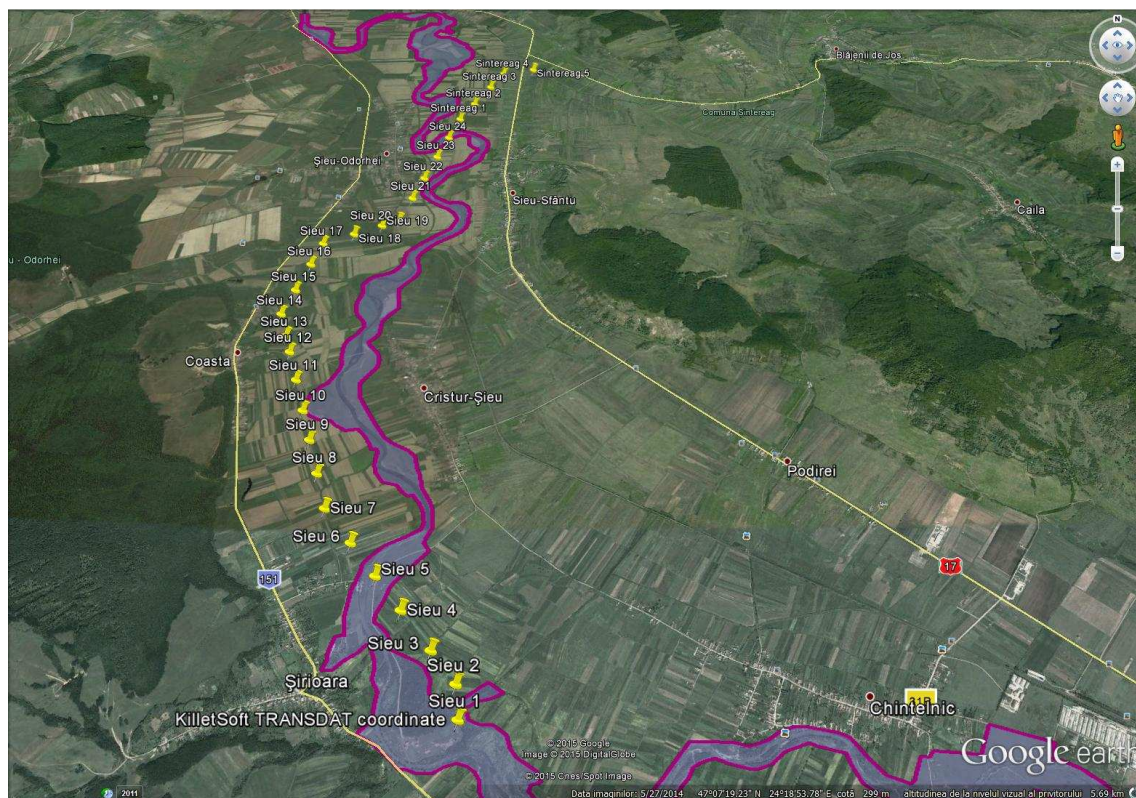 N
Blăjenii de Jos
Sintereag 4
Sintereag 5
Sintereag 3
Sintereag 2
Sintereag 1
Comuna Sintereag
Sieu 24
Sieu 23
Şieu-Odorhei
Sieu 22
Sieu 21
Sieu-Sfântu
Caila
Sieu 20
Sieu 19
Sieu 17
Sieu 18
Sieu 16
u - Odorhei
Sieu 15
Sieu 14
Sieu 13
Sieu 12
Coasta
Sieu 11
Cristur-Şieu
Sieu 10
Sieu 9
Sieu 8
Podirei
Sieu 7
Sieu 6
17
Sieu 5
151
Sieu 4
Sieu 3
Sieu 2
Şirioara
Sieu 1
Chintelnic
KilletSoft TRANSDAT coordinate
© 2015 Google
Image © 2015 DigitalGlobe
Google earth
© 2015 Cnes/Spot Image
2011
Data imaginilor: 5/27/2014 47°07'19.23" N 24°18'53.78" E cotă 299 m altitudinea de la nivelul vizual al privitorului 5.69 km